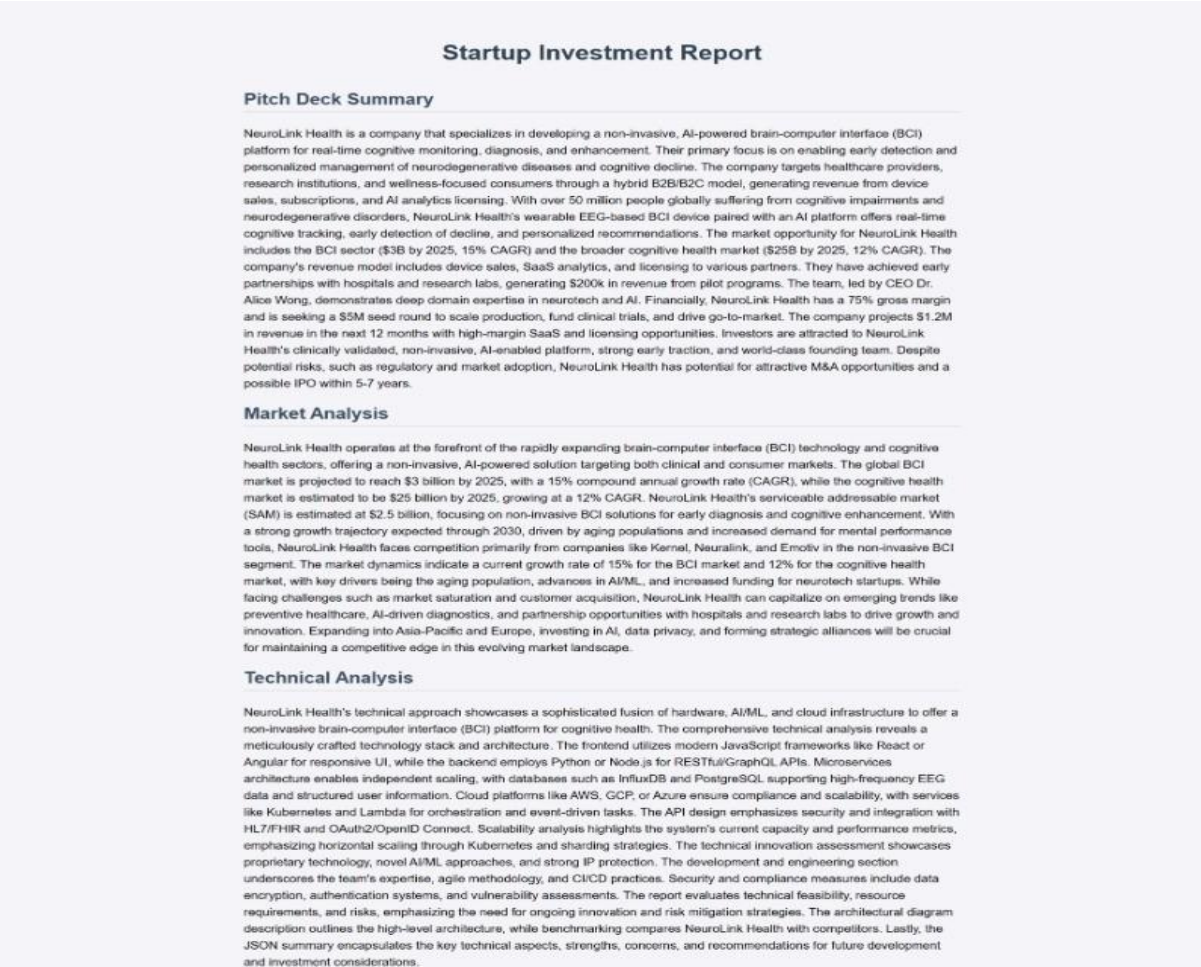 Startup Investment Report
Pitch Deck Summary
NeuroLink Health is a company that specializes in developing a non-invasive, AI-powered brain-computer interface (BCI)
platform for real-time cognitive monitoring, diagnosis, and enhancement. Their primary focus is on enabling early detection and
personalized management of neurodegenerative diseases and cognitive decline. The company targets healthcare providers,
research institutions, and wellness-focused consumers through a hybrid B2B/B2C model, generating revenue from device
sales, subscriptions, and AI analytics licensing. With over 50 million people globally suffering from cognitive impairments and
neurodegenerative disorders, NeuroLink Health's wearable EEG-based BCI device paired with an AI platform offers real-time
cognitive tracking, early detection of decline, and personalized recommendations. The market opportunity for NeuroLink Health
includes the BCI sector ($3B by 2025, 15% CAGR) and the broader cognitive health market ($25B by 2025, 12% CAGR). The
company's revenue model includes device sales, SaaS analytics, and licensing to various partners. They have achieved early
partnerships with hospitals and research labs, generating $200k in revenue from pilot programs. The team, led by CEO Dr.
Alice Wong, demonstrates deep domain expertise in neurotech and AI. Financially, NeuroLink Health has a 75% gross margin
and is seeking a $5M seed round to scale production, fund clinical trials, and drive go-to-market. The company projects $1.2M
in revenue in the next 12 months with high-margin SaaS and licensing opportunities. Investors are attracted to NeuroLink
Health's clinically validated, non-invasive, AI-enabled platform, strong early traction, and world-class founding team. Despite
potential risks, such as regulatory and market adoption, NeuroLink Health has potential for attractive M&A opportunities and a
possible IPO within 5-7 years.
Market Analysis
NeuroLink Health operates at the forefront of the rapidly expanding brain-computer interface (BCI) technology and cognitive
health sectors, offering a non-invasive, AI-powered solution targeting both clinical and consumer markets. The global BCI
market is projected to reach $3 billion by 2025, with a 15% compound annual growth rate (CAGR), while the cognitive health
market is estimated to be $25 billion by 2025, growing at a 12% CAGR. NeuroLink Health's serviceable addressable market
(SAM) is estimated at $2.5 billion, focusing on non-invasive BCI solutions for early diagnosis and cognitive enhancement. With
a strong growth trajectory expected through 2030, driven by aging populations and increased demand for mental performance
tools, NeuroLink Health faces competition primarily from companies like Kernel, Neuralink, and Emotiv in the non-invasive BCI
segment. The market dynamics indicate a current growth rate of 15% for the BCI market and 12% for the cognitive health
market, with key drivers being the aging population, advances in AI/ML, and increased funding for neurotech startups. While
facing challenges such as market saturation and customer acquisition, NeuroLink Health can capitalize on emerging trends like
preventive healthcare, AI-driven diagnostics, and partnership opportunities with hospitals and research labs to drive growth and
innovation. Expanding into Asia-Pacific and Europe, investing in AI, data privacy, and forming strategic alliances will be crucial
for maintaining a competitive edge in this evolving market landscape.
Technical Analysis
NeuroLink Health's technical approach showcases a sophisticated fusion of hardware, AI/ML, and cloud infrastructure to offer a
non-invasive brain-computer interface (BCI) platform for cognitive health. The comprehensive technical analysis reveals a
meticulously crafted technology stack and architecture. The frontend utilizes modern JavaScript frameworks like React or
Angular for responsive UI, while the backend employs Python or Node.js for RESTful/GraphQL APIs. Microservices
architecture enables independent scaling, with databases such as InfluxDB and PostgreSQL supporting high-frequency EEG
data and structured user information. Cloud platforms like AWS, GCP, or Azure ensure compliance and scalability, with services
like Kubernetes and Lambda for orchestration and event-driven tasks. The API design emphasizes security and integration with
HL7/FHIR and OAuth2/OpenID Connect. Scalability analysis highlights the system's current capacity and performance metrics,
emphasizing horizontal scaling through Kubernetes and sharding strategies. The technical innovation assessment showcases
proprietary technology, novel AI/ML approaches, and strong IP protection. The development and engineering section
underscores the team's expertise, agile methodology, and CI/CD practices. Security and compliance measures include data
encryption, authentication systems, and vulnerability assessments. The report evaluates technical feasibility, resource
requirements, and risks, emphasizing the need for ongoing innovation and risk mitigation strategies. The architectural diagram
description outlines the high-level architecture, while benchmarking compares NeuroLink Health with competitors. Lastly, the
JSON summary encapsulates the key technical aspects, strengths, concerns, and recommendations for future development
and investment considerations.